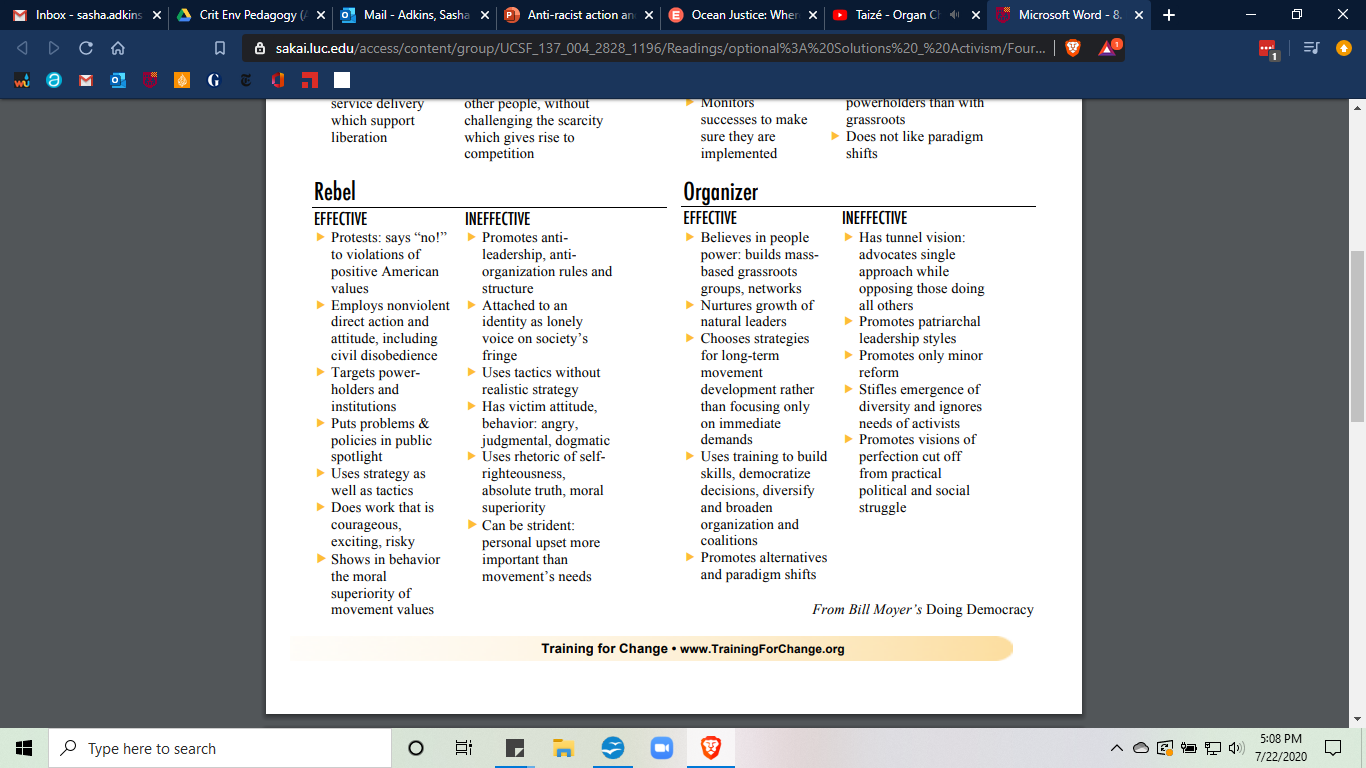 Inbox - sasha.adkins
Crit Env Pedagogy (A
Mail - Adkins, Sasha
Anti-racist action an
Ocean Justice: Wher
Taizé - Organ Ch
Microsoft Word - 8.
sakai.luc.edu/access/content/group/UCSF_137_004_2828_1196/Readings/optional%3A%20Solutions%20_%20Activism/Four...
1
1
service delivery
which support
liberation
other people, without
challenging the scarcity
which gives rise to
competition
Monitors
successes to make
sure they are
implemented
powerholders than with
grassroots
Does not like paradigm
shifts
Rebel
EFFECTIVE
Protests: says “no!”
to violations of
positive American
values
Employs nonviolent
direct action and
attitude, including
civil disobedience
Targets power-
holders and
institutions
Puts problems &
policies in public
spotlight
Uses strategy as
well as tactics
Does work that is
courageous,
exciting, risky
Shows in behavior
the moral
superiority of
movement values
INEFFECTIVE
Promotes anti-
leadership, anti-
organization rules and
structure
Attached to an
identity as lonely
voice on society’s
fringe
Uses tactics without
realistic strategy
Has victim attitude,
behavior: angry,
judgmental, dogmatic
Uses rhetoric of self-
righteousness,
absolute truth, moral
superiority
Can be strident:
personal upset more
important than
movement’s needs
Organizer
EFFECTIVE
Believes in people
power: builds mass-
based grassroots
groups, networks
Nurtures growth of
natural leaders
Chooses strategies
for long-term
movement
development rather
than focusing only
on immediate
demands
Uses training to build
skills, democratize
decisions, diversify
and broaden
organization and
coalitions
Promotes alternatives
and paradigm shifts
INEFFECTIVE
Has tunnel vision:
advocates single
approach while
opposing those doing
all others
Promotes patriarchal
leadership styles
Promotes only minor
reform
Stifles emergence of
diversity and ignores
needs of activists
Promotes visions of
perfection cut off
from practical
political and social
struggle
From Bill Moyer’s Doing Democracy
Training for Change • www.TrainingForChange.org
Type here to search
5:08 PM
7/22/2020